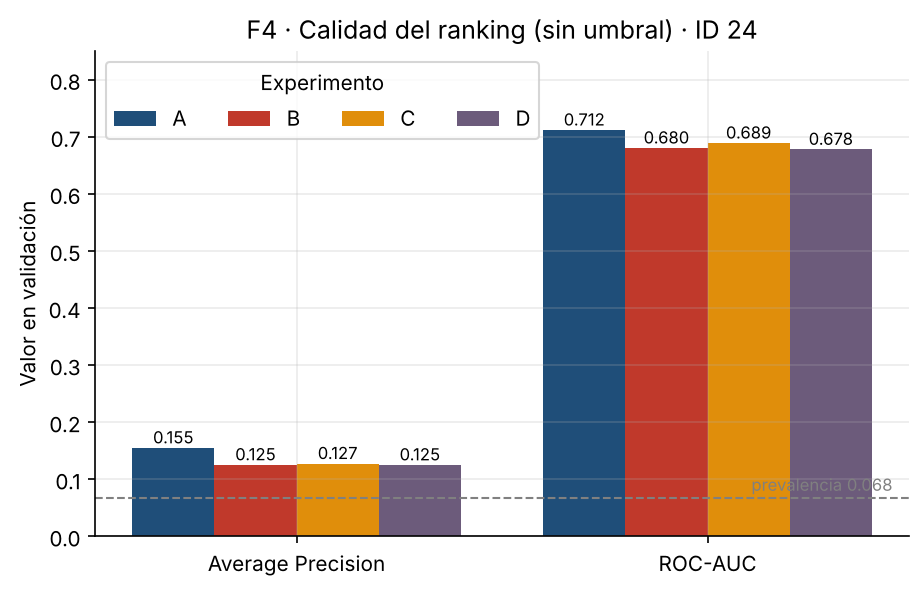 F4 · Calidad del ranking (sin umbral) · ID 24
Experimento
A B C D
Valor en validación
0.8
0.7
0.6
0.5
0.4
0.3
0.2
0.1
0.0
0.155
0.125
0.127
0.125
0.712
0.680
0.689
0.678
prevalencia 0.068
Average Precision
ROC-AUC